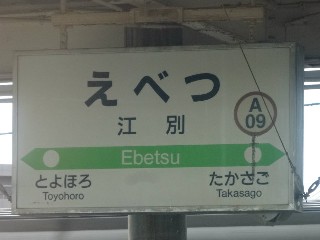 えべつ
江別
A
09
Ebetsu
とよほろ
Toyohoro
たかさご
Takasago